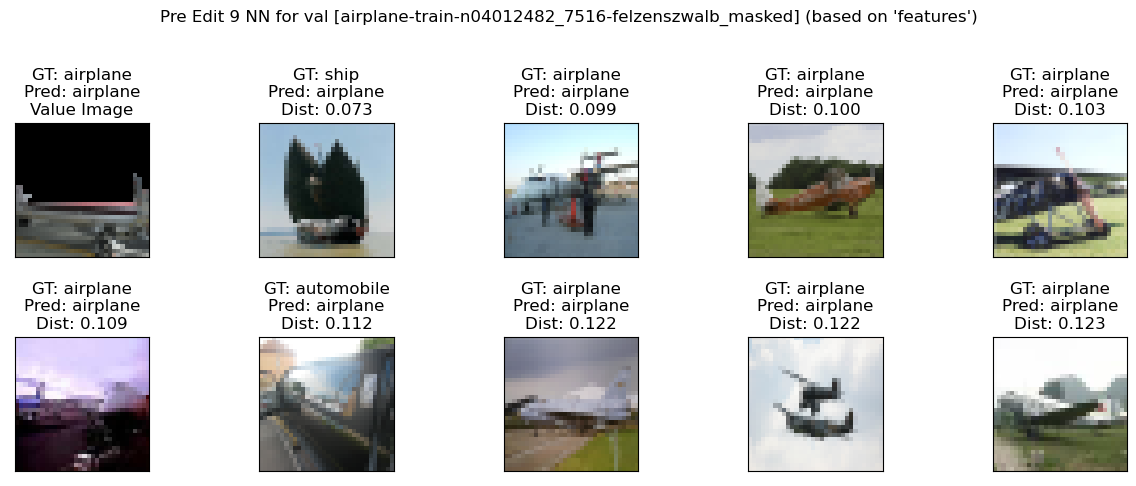 Pre Edit 9 NN for val [airplane-train-n04012482_7516-felzenszwalb_masked] (based on 'features')
GT: airplane
Pred: airplane
Value Image
GT: ship
Pred: airplane
Dist: 0.073
GT: airplane
Pred: airplane
Dist: 0.099
GT: airplane
Pred: airplane
Dist: 0.100
GT: airplane
Pred: airplane
Dist: 0.103
GT: airplane
Pred: airplane
Dist: 0.109
GT: automobile
Pred: airplane
Dist: 0.112
GT: airplane
Pred: airplane
Dist: 0.122
GT: airplane
Pred: airplane
Dist: 0.122
GT: airplane
Pred: airplane
Dist: 0.123